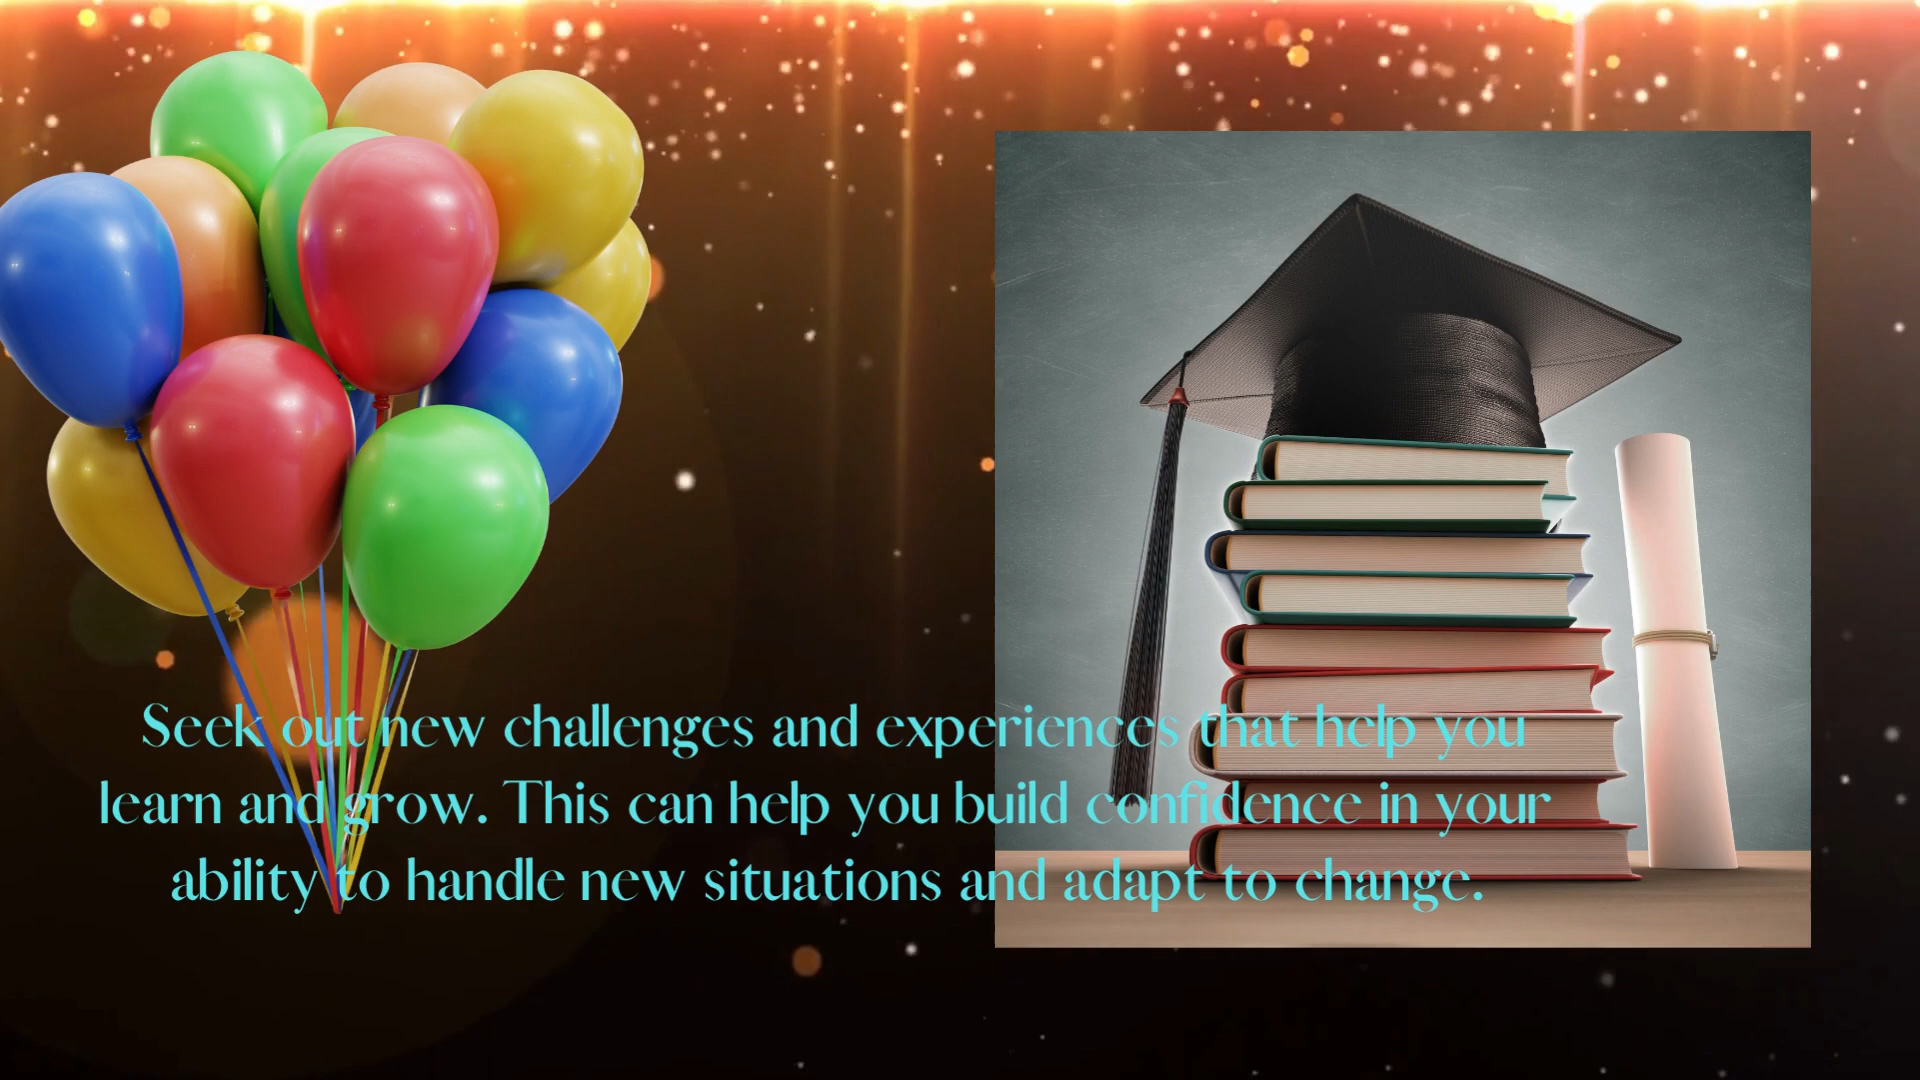 Seek out new challenges and experiences that help you
learn and grow. This can help you build confidence in your
ability to handle new situations and adapt to change.